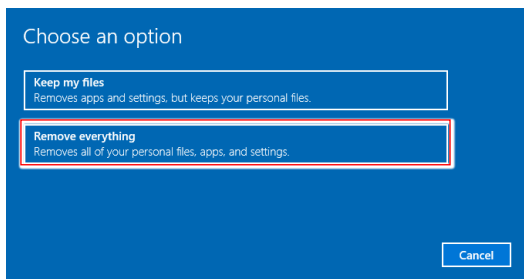 Choose an option
Keep my files
Removes apps and settings, but keeps your personal files.
Remove everything
Removes all of your personal files, apps, and settings.
Cancel